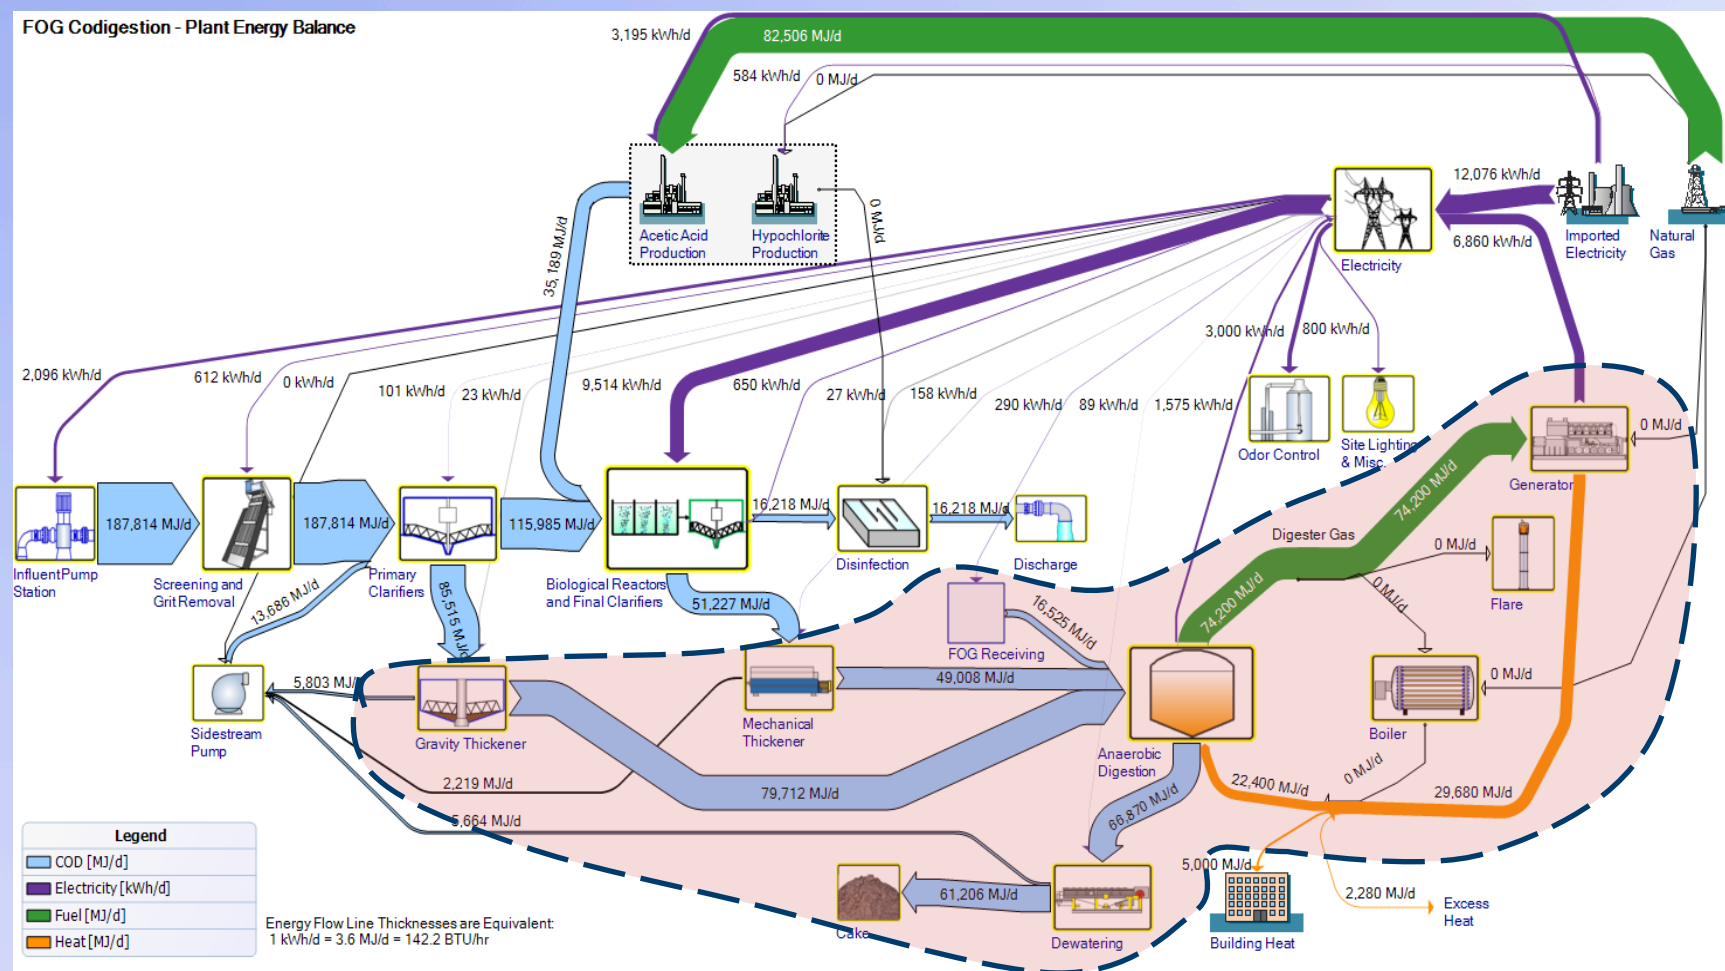 FOG Codigestion - Plant Energy Balance
3,195 kWh/d
82,506 MJ/d
584 kWh/d
0 MJ/d
Acetic Acid
Production
Hypochlorite
Production
0 MJ/d
35,189 MJ/d
12,076 kWh/d
6,860 kWh/d
Electricity
Imported
Electricity
Natural
Gas
2,096 kWh/d
612 kWh/d
0 kWh/d
101 kWh/d
23 kWh/d
9,514 kWh/d
650 kWh/d
27 kWh/d
158 kWh/d
290 kWh/d
89 kWh/d
1,575 kWh/d
3,000 kWh/d
800 kWh/d
Odor Control
Site Lighting
& Misc.
0 MJ/d
Generator
187,814 MJ/d
187,814 MJ/d
115,985 MJ/d
16,218 MJ/d
16,218 MJ/d
Influent Pump
Station
Screening and
Grit Removal
Primary
Clarifiers
Biological Reactors
and Final Clarifiers
Disinfection
Discharge
74,200 MJ/d
Digester Gas
74,200 MJ/d
0 MJ/d
Flare
0 MJ/d
13,686 MJ/d
85,515 MJ/d
51,227 MJ/d
16,525 MJ/d
FOG Receiving
5,803 MJ/
49,008 MJ/d
0 MJ/d
Sidestream
Pump
Gravity Thickener
Mechanical
Thickener
Anaerobic
Digestion
Boiler
2,219 MJ/d
79,712 MJ/d
22,400 MJ/d
0 MJ/d
29,680 MJ/d
5,664 MJ/d
66,870 MJ/d
5,000 MJ/d
2,280 MJ/d
Excess
Heat
61,206 MJ/d
Cake
Dewatering
Building Heat
Legend
COD [MJ/d]
Electricity [kWh/d]
Fuel [MJ/d]
Heat [MJ/d]
Energy Flow Line Thicknesses are Equivalent:
1 kWh/d = 3.6 MJ/d = 142.2 BTU/hr